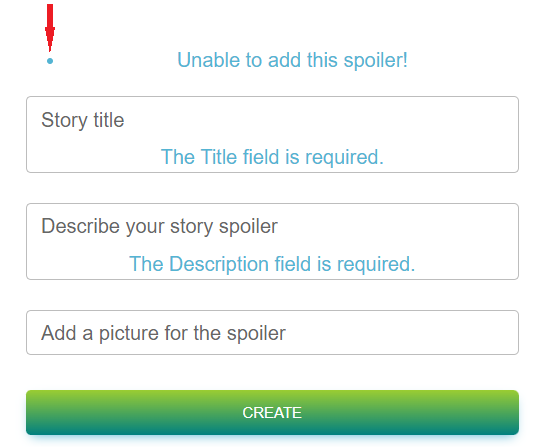 Unable to add this spoiler!
Story title
The Title field is required.
Describe your story spoiler
The Description field is required.
Add a picture for the spoiler
CREATE